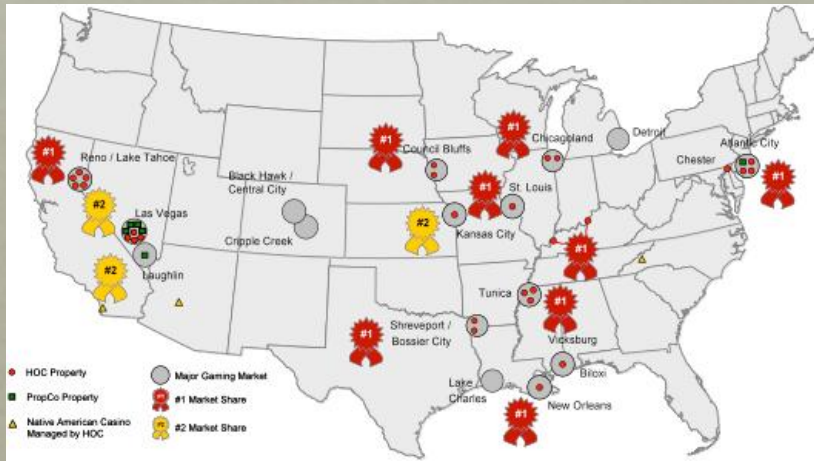 #1
Reno / Lake Tahoe
#2
Las Vegas
#2
Laughlin
Black Hawk /
Central City
Cripple Creek
#1
Council Bluffs
#1
Chicagoland
Detroit
Atlantic City
Chester
#1
#1
St. Louis
#2
Kansas City
#1
Tunica
#1
Vicksburg
Shreveport /
Bossier City
#1
Biloxi
Lake
Charles
New Orleans
#1
HOC Property
PropCo Property
Native American Casino
Managed by HOC
Major Gaming Market
#1 Market Share
#2 Market Share